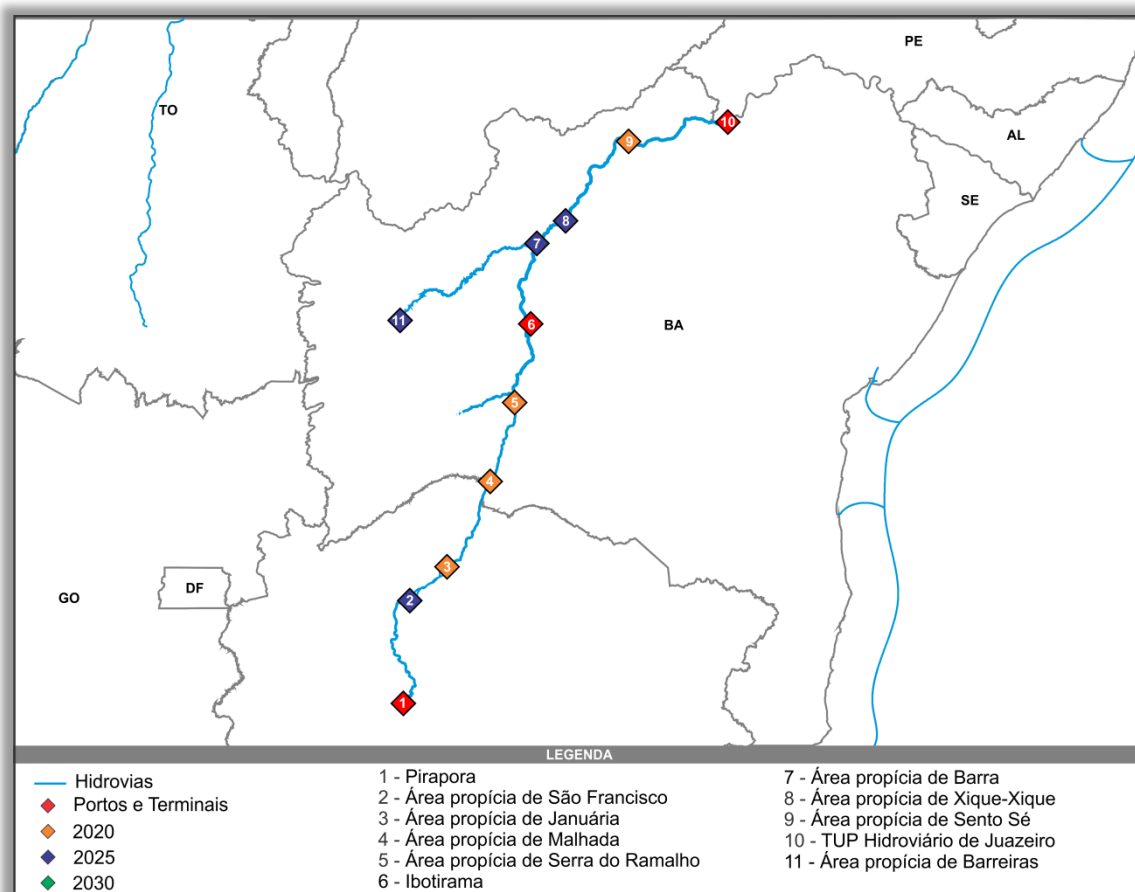 PE
TO
10
AL
9
SE
8
7
11
6
BA
5
4
3
DF
GO
2
1
LEGENDA
Hidrovias
Portos e Terminais
2020
2025
2030
1 - Pirapora
2 - Área propícia de São Francisco
3 - Área propícia de Januária
4 - Área propícia de Malhada
5 - Área propícia de Serra do Ramalho
6 - Ibotirama
7 - Área propícia de Barra
8 - Área propícia de Xique-Xique
9 - Área propícia de Sento Sé
10 - TUP Hidroviário de Juazeiro
11 - Área propícia de Barreiras